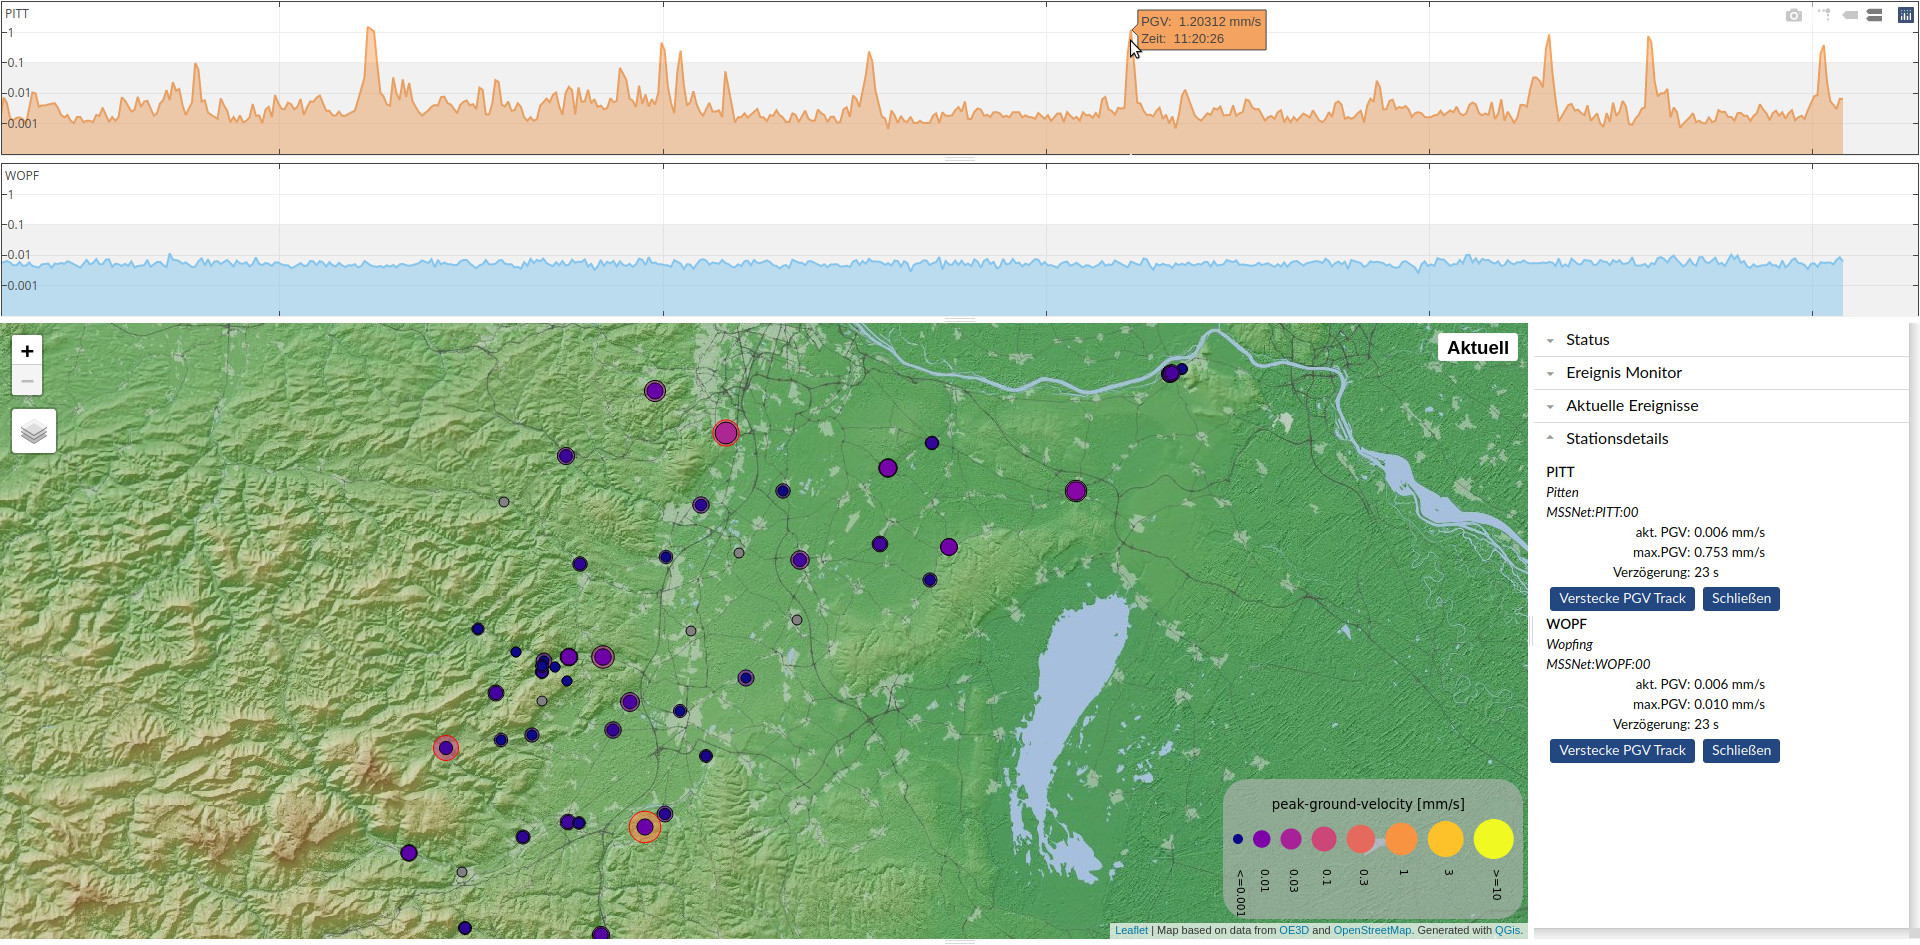 PITT
1
0.1
0.01
0.001
PGV: 1.20312 mm/s
Zeit: 11:20:26
WOPF
1
0.1
0.01
0.001
+
−
Aktuell
peak-ground-velocity [mm/s]
<=0.001
0.01
0.03
0.1
0.3
1
3
>=10
Leaflet | Map based on data from OE3D and OpenStreetMap. Generated with QGis.
Status
Ereignis Monitor
Aktuelle Ereignisse
Stationsdetails
PITT
Pitten
MSSNet:PITT:00
akt. PGV: 0.006 mm/s
max.PGV: 0.753 mm/s
Verzögerung: 23 s
Verstecke PGV Track Schließen
WOPF
Wopfing
MSSNet:WOPF:00
akt. PGV: 0.006 mm/s
max.PGV: 0.010 mm/s
Verzögerung: 23 s
Verstecke PGV Track Schließen